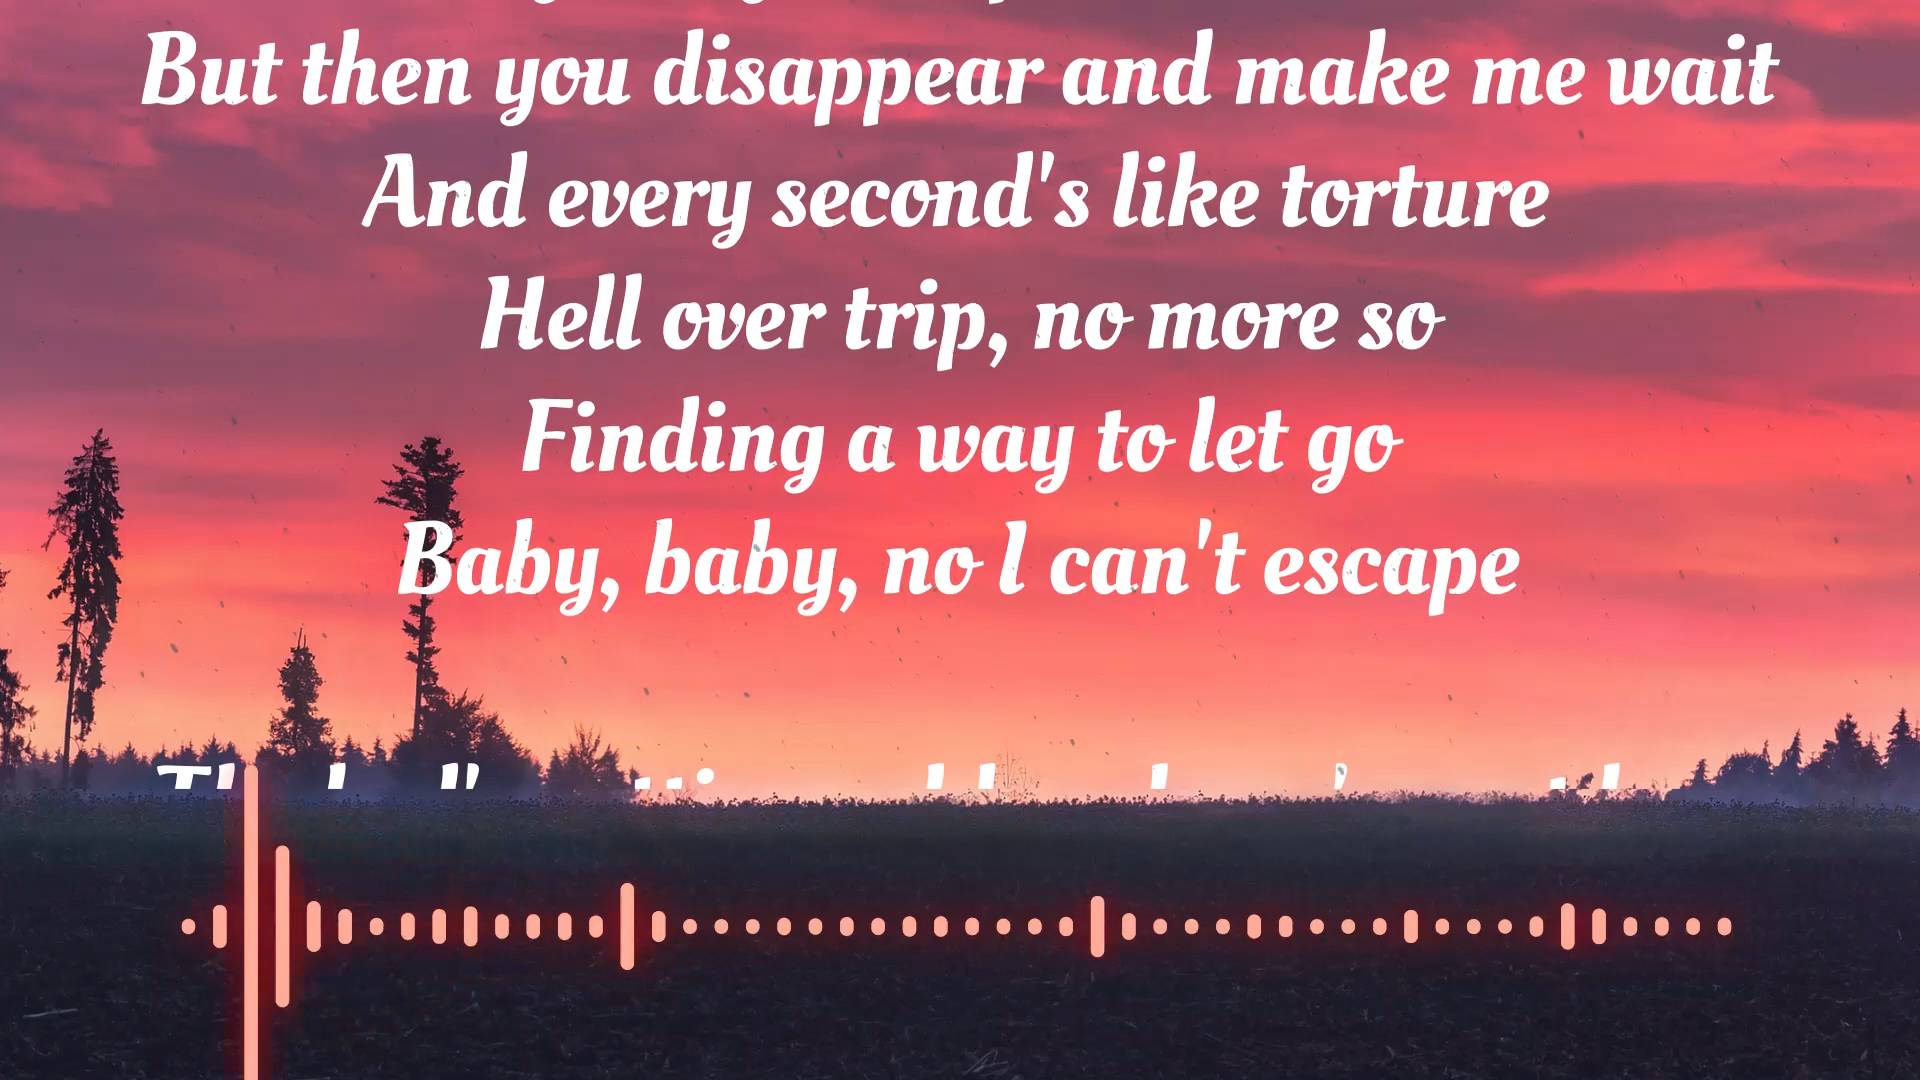 But then you disappear and make me wait
And every second's like torture
Hell over trip, no more so
Finding a way to let go
Baby, baby, no I can't escape